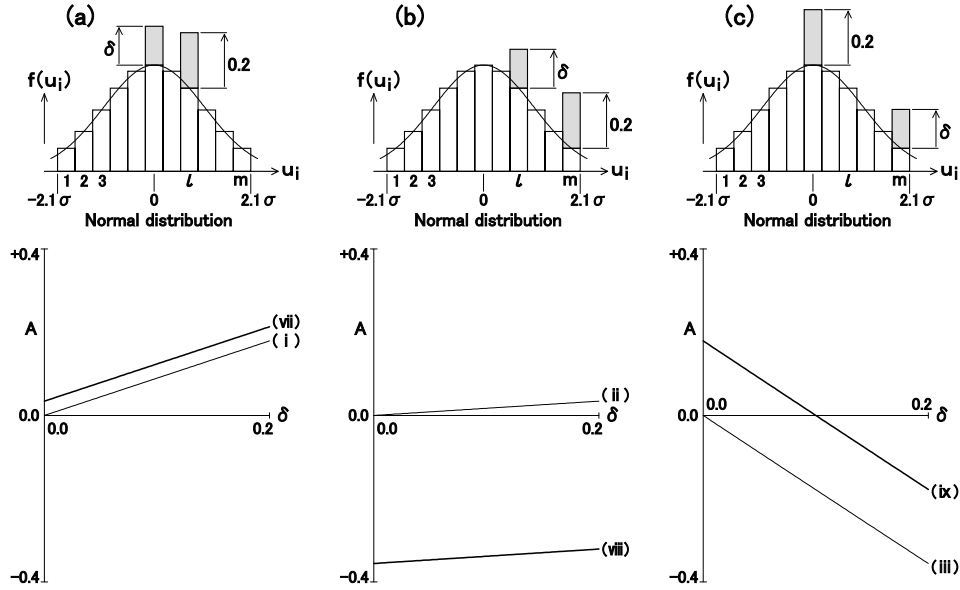 (a)
δ
0.2
f(uᵢ)
1 2 3 l m uᵢ
−2.1σ 0 2.1σ
Normal distribution
(b)
δ
0.2
f(uᵢ)
1 2 3 l m uᵢ
−2.1σ 0 2.1σ
Normal distribution
(c)
0.2
δ
f(uᵢ)
1 2 3 l m uᵢ
−2.1σ 0 2.1σ
Normal distribution
+0.4
A
(vii)
(i)
0.0 δ
0.0 0.2
−0.4
+0.4
A
(ii)
0.0 δ
0.0 0.2
(viii)
−0.4
+0.4
A
0.0 0.2
0.0 δ
(ix)
(iii)
−0.4